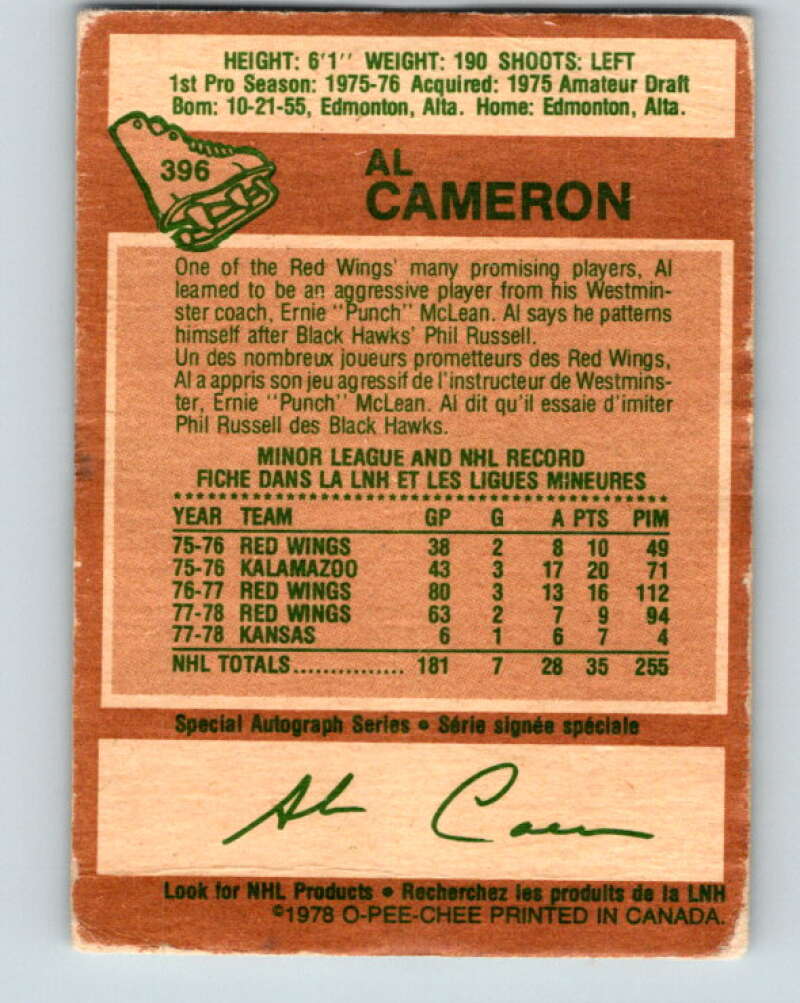 HEIGHT: 6'1'' WEIGHT: 190 SHOOTS: LEFT
1st Pro Season: 1975-76 Acquired: 1975 Amateur Draft
Born: 10-21-55, Edmonton, Alta. Home: Edmonton, Alta.
396
AL
CAMERON
One of the Red Wings' many promising players, Al
learned to be an aggressive player from his Westmin-
ster coach, Ernie "Punch" McLean. Al says he patterns
himself after Black Hawks' Phil Russell.
Un des nombreux joueurs prometteurs des Red Wings,
Al a appris son jeu agressif de l'instructeur de Westmins-
ter, Ernie "Punch" McLean. Al dit qu'il essaie d'imiter
Phil Russell des Black Hawks.
MINOR LEAGUE AND NHL RECORD
FICHE DANS LA LNH ET LES LIGUES MINEURES
YEAR TEAM GP G A PTS PIM
75-76 RED WINGS 38 2 8 10 49
75-76 KALAMAZOO 43 3 17 20 71
76-77 RED WINGS 80 3 13 16 112
77-78 RED WINGS 63 2 7 9 94
77-78 KANSAS 6 1 6 7 4
NHL TOTALS............... 181 7 28 35 255
Special Autograph Series • Série signée spéciale
Al Cameron
Look for NHL Products • Recherchez les produits de la LNH
©1978 O-PEE-CHEE PRINTED IN CANADA.